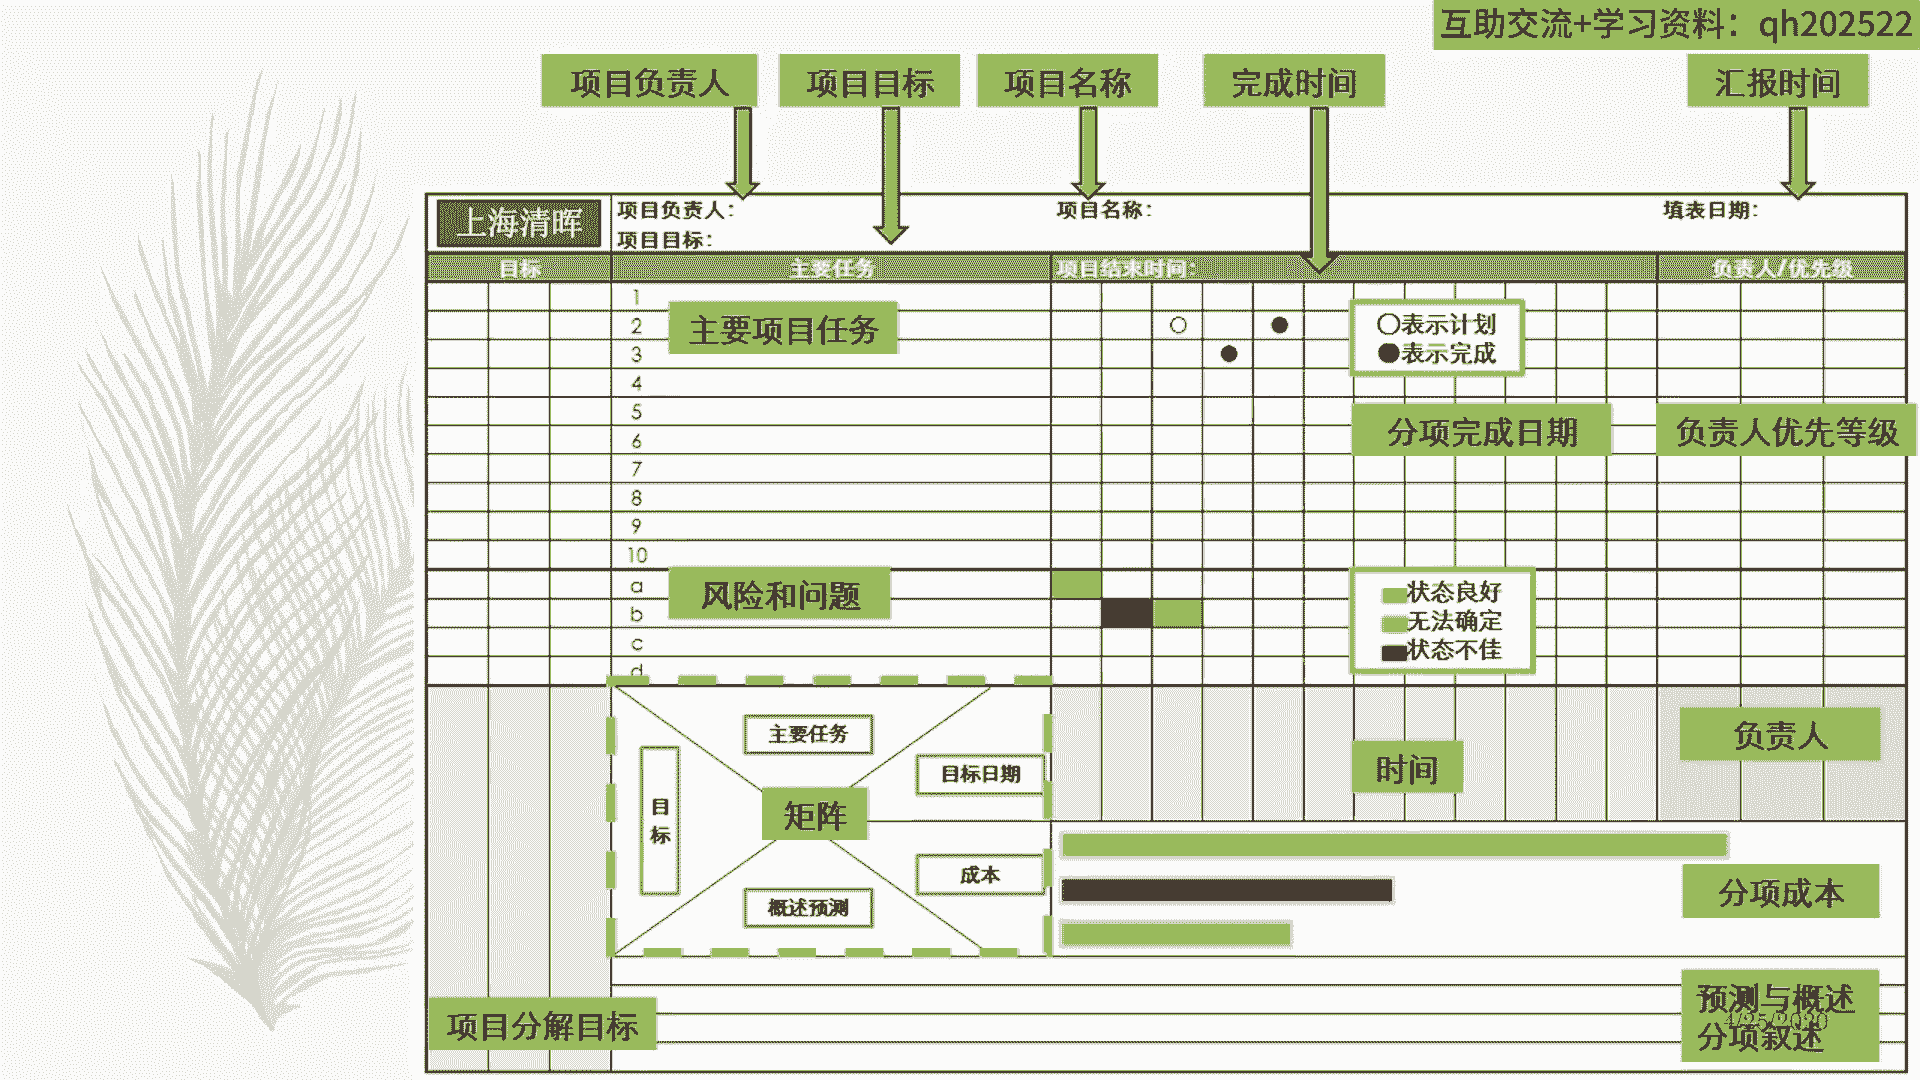 互助交流+学习资料：qh202522
项目负责人
项目目标
项目名称
完成时间
汇报时间
上海清晖
项目负责人：
项目名称：
填表日期：
项目目标：
目标
主要任务
项目结束时间：
负责人/优先级
1
2
3
4
5
6
7
8
9
10
a
b
c
d
主要项目任务
○表示计划
●表示完成
分项完成日期
负责人优先等级
风险和问题
状态良好
无法确定
状态不佳
主要任务
目标日期
目标
矩阵
成本
概述预测
时间
负责人
分项成本
项目分解目标
预测与概述
4/25/2020
分项叙述